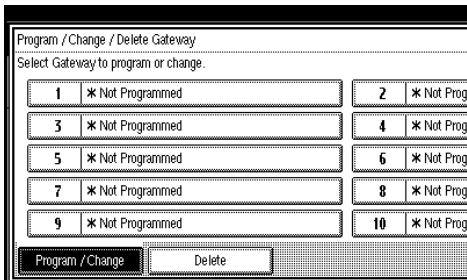 Program / Change / Delete Gateway
Select Gateway to program or change.
1 * Not Programmed 2 * Not Prog
3 * Not Programmed 4 * Not Prog
5 * Not Programmed 6 * Not Prog
7 * Not Programmed 8 * Not Prog
9 * Not Programmed 10 * Not Prog
Program / Change Delete